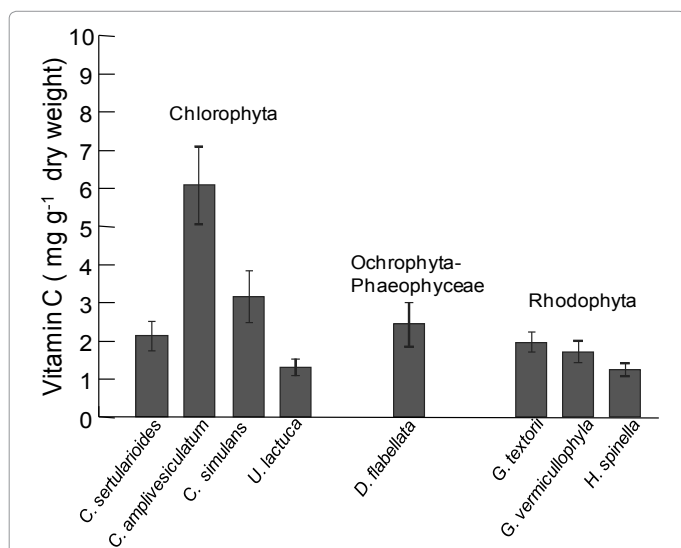 Vitamin C ( mg g⁻¹ dry weight)
10
9
8
7
6
5
4
3
2
1
0
Chlorophyta
Ochrophyta-
Phaeophyceae
Rhodophyta
C. sertularioides
C. amplivesiculatum
C. simulans
U. lactuca
D. flabellata
G. textorii
G. vermicullophyla
H. spinella